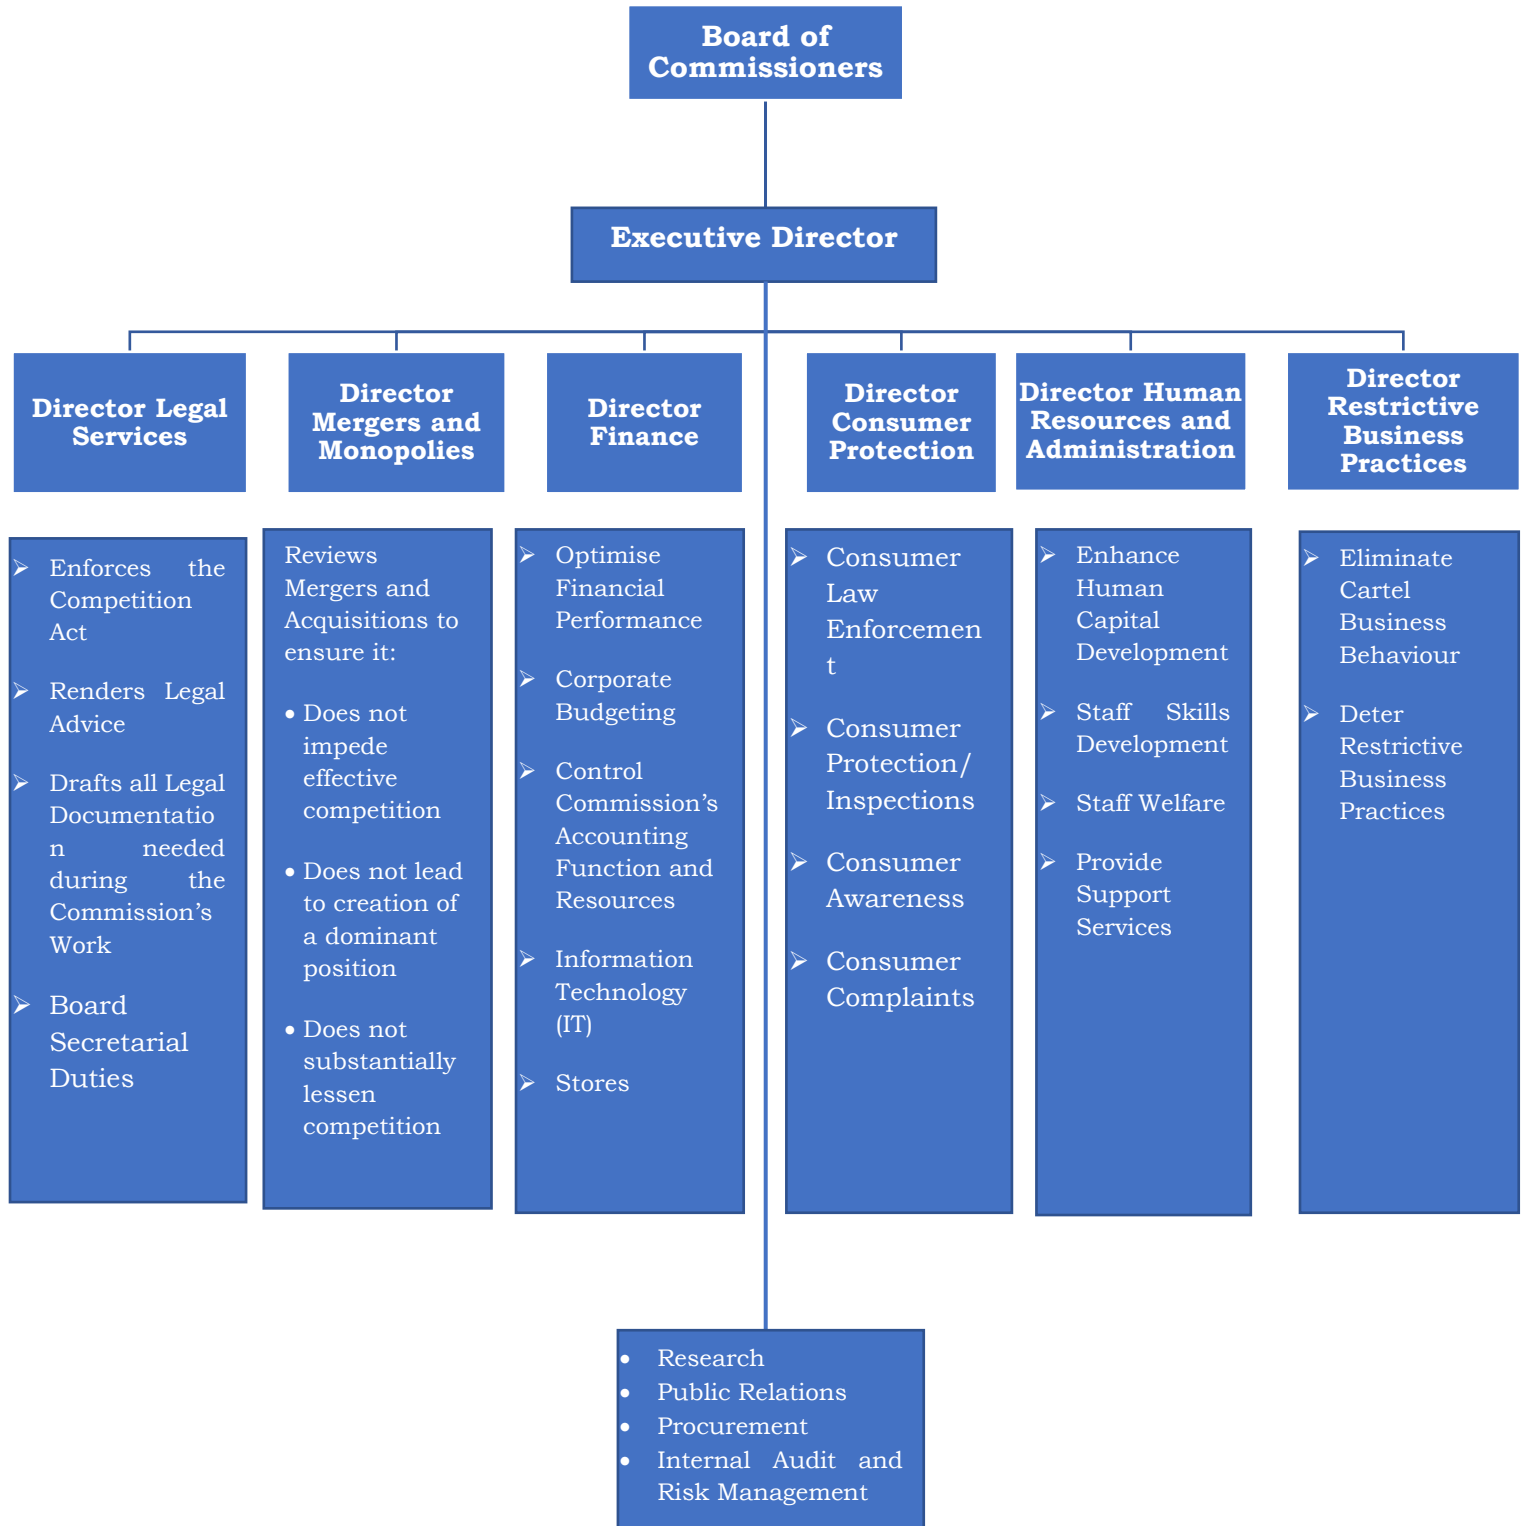 Board of
Commissioners
Executive Director
Director Legal
Services
Director
Mergers and
Monopolies
Director
Finance
Director
Consumer
Protection
Director Human
Resources and
Administration
Director
Restrictive
Business
Practices
➢ Enforces the
Competition
Act
➢ Renders Legal
Advice
➢ Drafts all Legal
Documentatio
n needed
during the
Commission’s
Work
➢ Board
Secretarial
Duties
Reviews
Mergers and
Acquisitions to
ensure it:
• Does not
impede
effective
competition
• Does not lead
to creation of
a dominant
position
• Does not
substantially
lessen
competition
➢ Optimise
Financial
Performance
➢ Corporate
Budgeting
➢ Control
Commission’s
Accounting
Function and
Resources
➢ Information
Technology
(IT)
➢ Stores
➢ Consumer
Law
Enforcemen
t
➢ Consumer
Protection/
Inspections
➢ Consumer
Awareness
➢ Consumer
Complaints
➢ Enhance
Human
Capital
Development
➢ Staff Skills
Development
➢ Staff Welfare
➢ Provide
Support
Services
➢ Eliminate
Cartel
Business
Behaviour
➢ Deter
Restrictive
Business
Practices
• Research
• Public Relations
• Procurement
• Internal Audit and
Risk Management